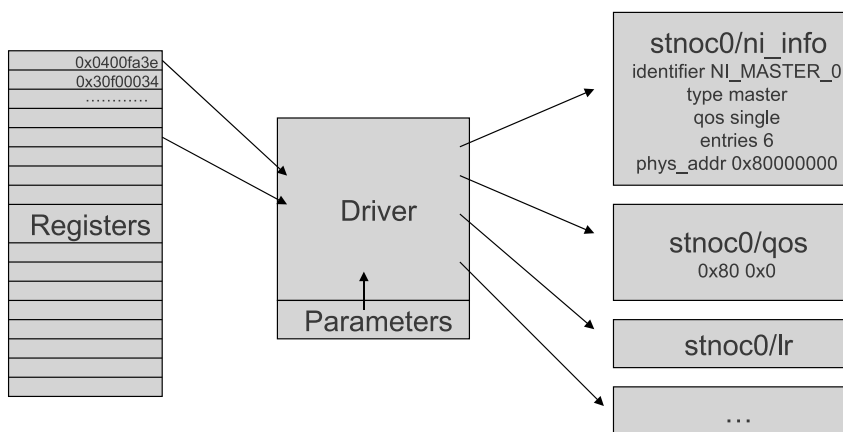 0x0400fa3e
0x30f00034
............
Registers
Driver
Parameters
stnoc0/ni_info
identifier NI_MASTER_0
type master
qos single
entries 6
phys_addr 0x80000000
stnoc0/qos
0x80 0x0
stnoc0/lr
...